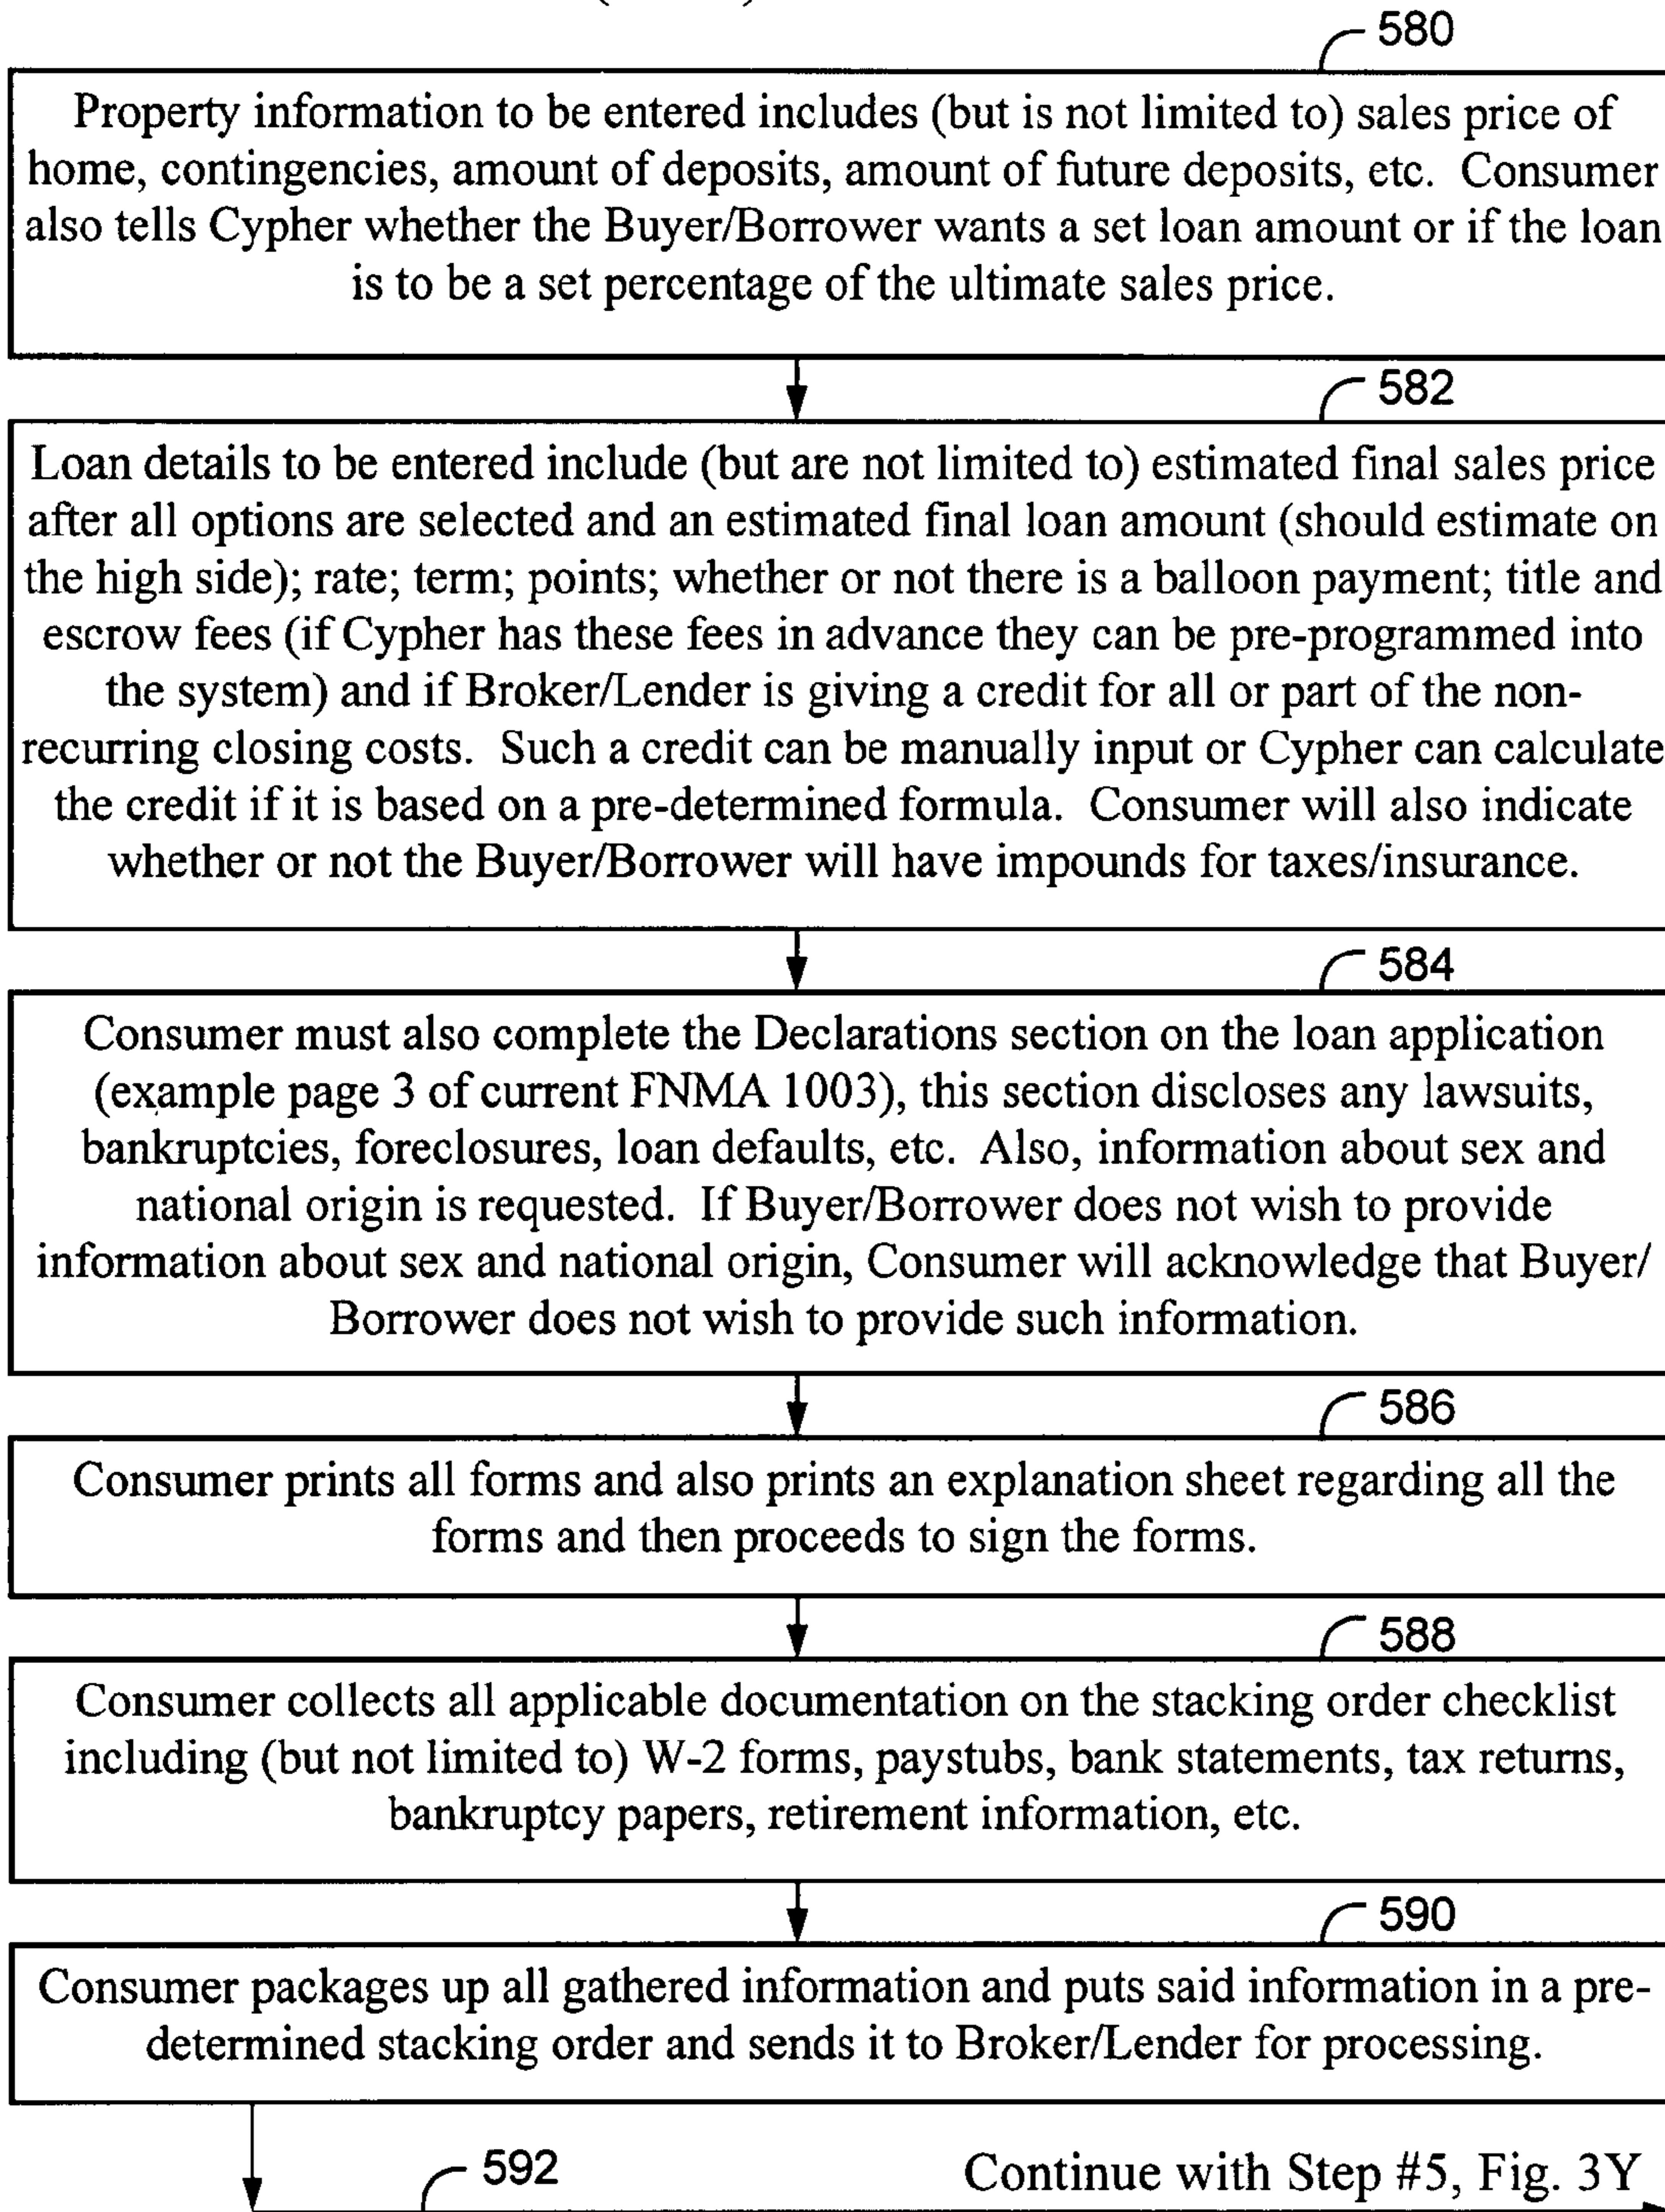 580
Property information to be entered includes (but is not limited to) sales price of
home, contingencies, amount of deposits, amount of future deposits, etc. Consumer
also tells Cypher whether the Buyer/Borrower wants a set loan amount or if the loan
is to be a set percentage of the ultimate sales price.
582
Loan details to be entered include (but are not limited to) estimated final sales price
after all options are selected and an estimated final loan amount (should estimate on
the high side); rate; term; points; whether or not there is a balloon payment; title and
escrow fees (if Cypher has these fees in advance they can be pre-programmed into
the system) and if Broker/Lender is giving a credit for all or part of the non-
recurring closing costs. Such a credit can be manually input or Cypher can calculate
the credit if it is based on a pre-determined formula. Consumer will also indicate
whether or not the Buyer/Borrower will have impounds for taxes/insurance.
584
Consumer must also complete the Declarations section on the loan application
(example page 3 of current FNMA 1003), this section discloses any lawsuits,
bankruptcies, foreclosures, loan defaults, etc. Also, information about sex and
national origin is requested. If Buyer/Borrower does not wish to provide
information about sex and national origin, Consumer will acknowledge that Buyer/
Borrower does not wish to provide such information.
586
Consumer prints all forms and also prints an explanation sheet regarding all the
forms and then proceeds to sign the forms.
588
Consumer collects all applicable documentation on the stacking order checklist
including (but not limited to) W-2 forms, paystubs, bank statements, tax returns,
bankruptcy papers, retirement information, etc.
590
Consumer packages up all gathered information and puts said information in a pre-
determined stacking order and sends it to Broker/Lender for processing.
592
Continue with Step #5, Fig. 3Y